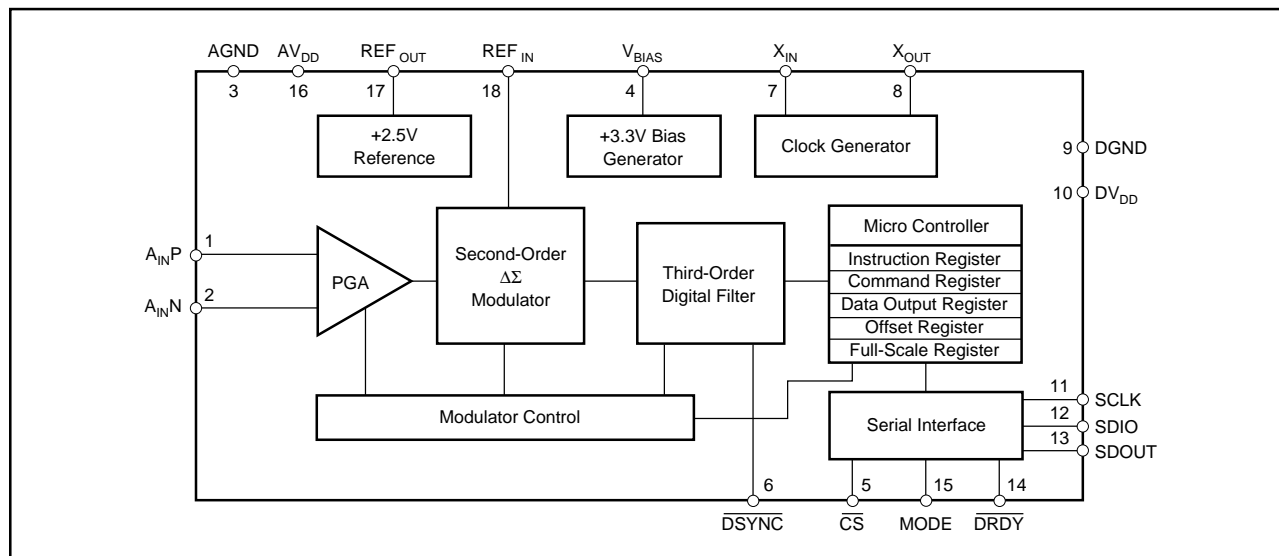 AGND AVDD REFOUT REFIN VBIAS XIN XOUT
3 16 17 18 4 7 8
+2.5V
Reference
+3.3V Bias
Generator
Clock Generator
9 DGND
10 DVDD
AINP 1
AINN 2
PGA
Second-Order
ΔΣ
Modulator
Third-Order
Digital Filter
Micro Controller
Instruction Register
Command Register
Data Output Register
Offset Register
Full-Scale Register
Modulator Control
Serial Interface
11 SCLK
12 SDIO
13 SDOUT
6 5 15 14
DSYNC CS MODE DRDY